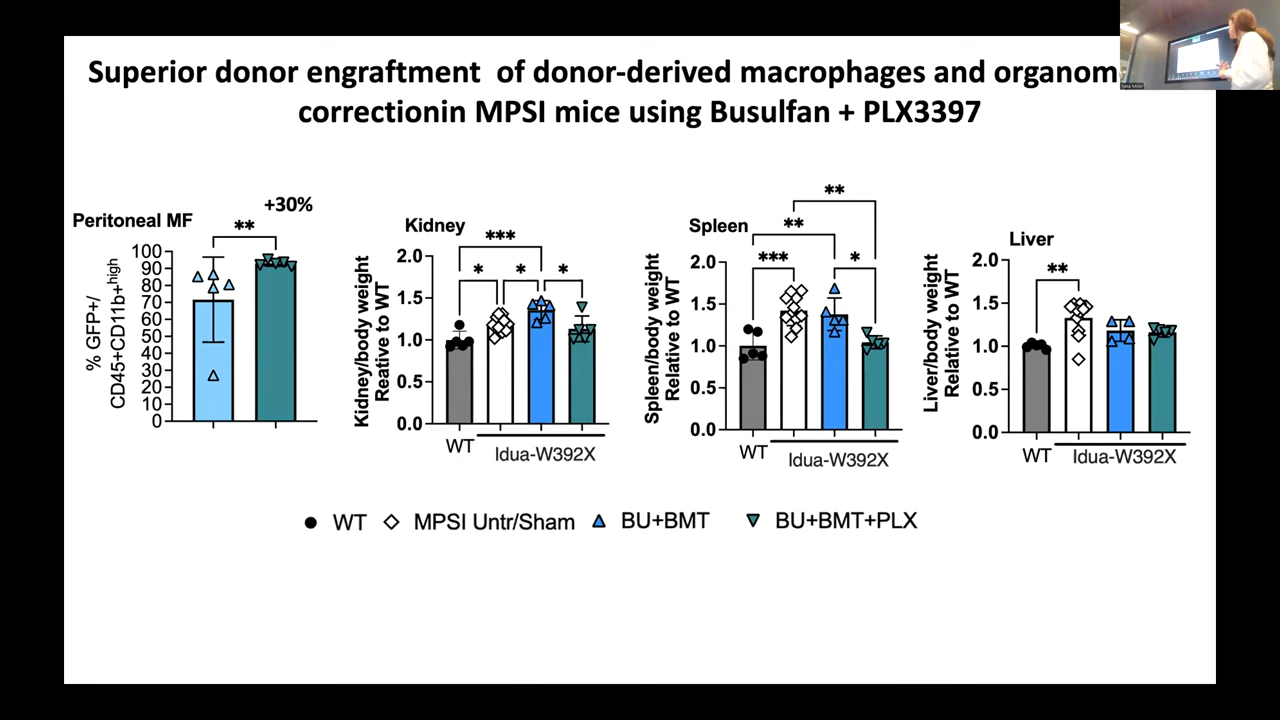 Superior donor engraftment of donor-derived macrophages and organom
correctionin MPSI mice using Busulfan + PLX3397
Peritoneal MF
+30%
**
% GFP+/
CD45+CD11b+high
100
90
80
70
60
50
40
30
20
10
0
Kidney
***
*
*
*
Kidney/body weight
Reative to WT
2.0
1.5
1.0
0.5
0.0
WT
Idua-W392X
Spleen
**
**
***
*
Spleen/body weight
Relative to WT
2.0
1.5
1.0
0.5
0.0
WT
Idua-W392X
Liver
**
Liver/body weight
Relative to WT
2.0
1.5
1.0
0.5
0.0
WT
Idua-W392X
WT
MPSI Untr/Sham
BU+BMT
BU+BMT+PLX